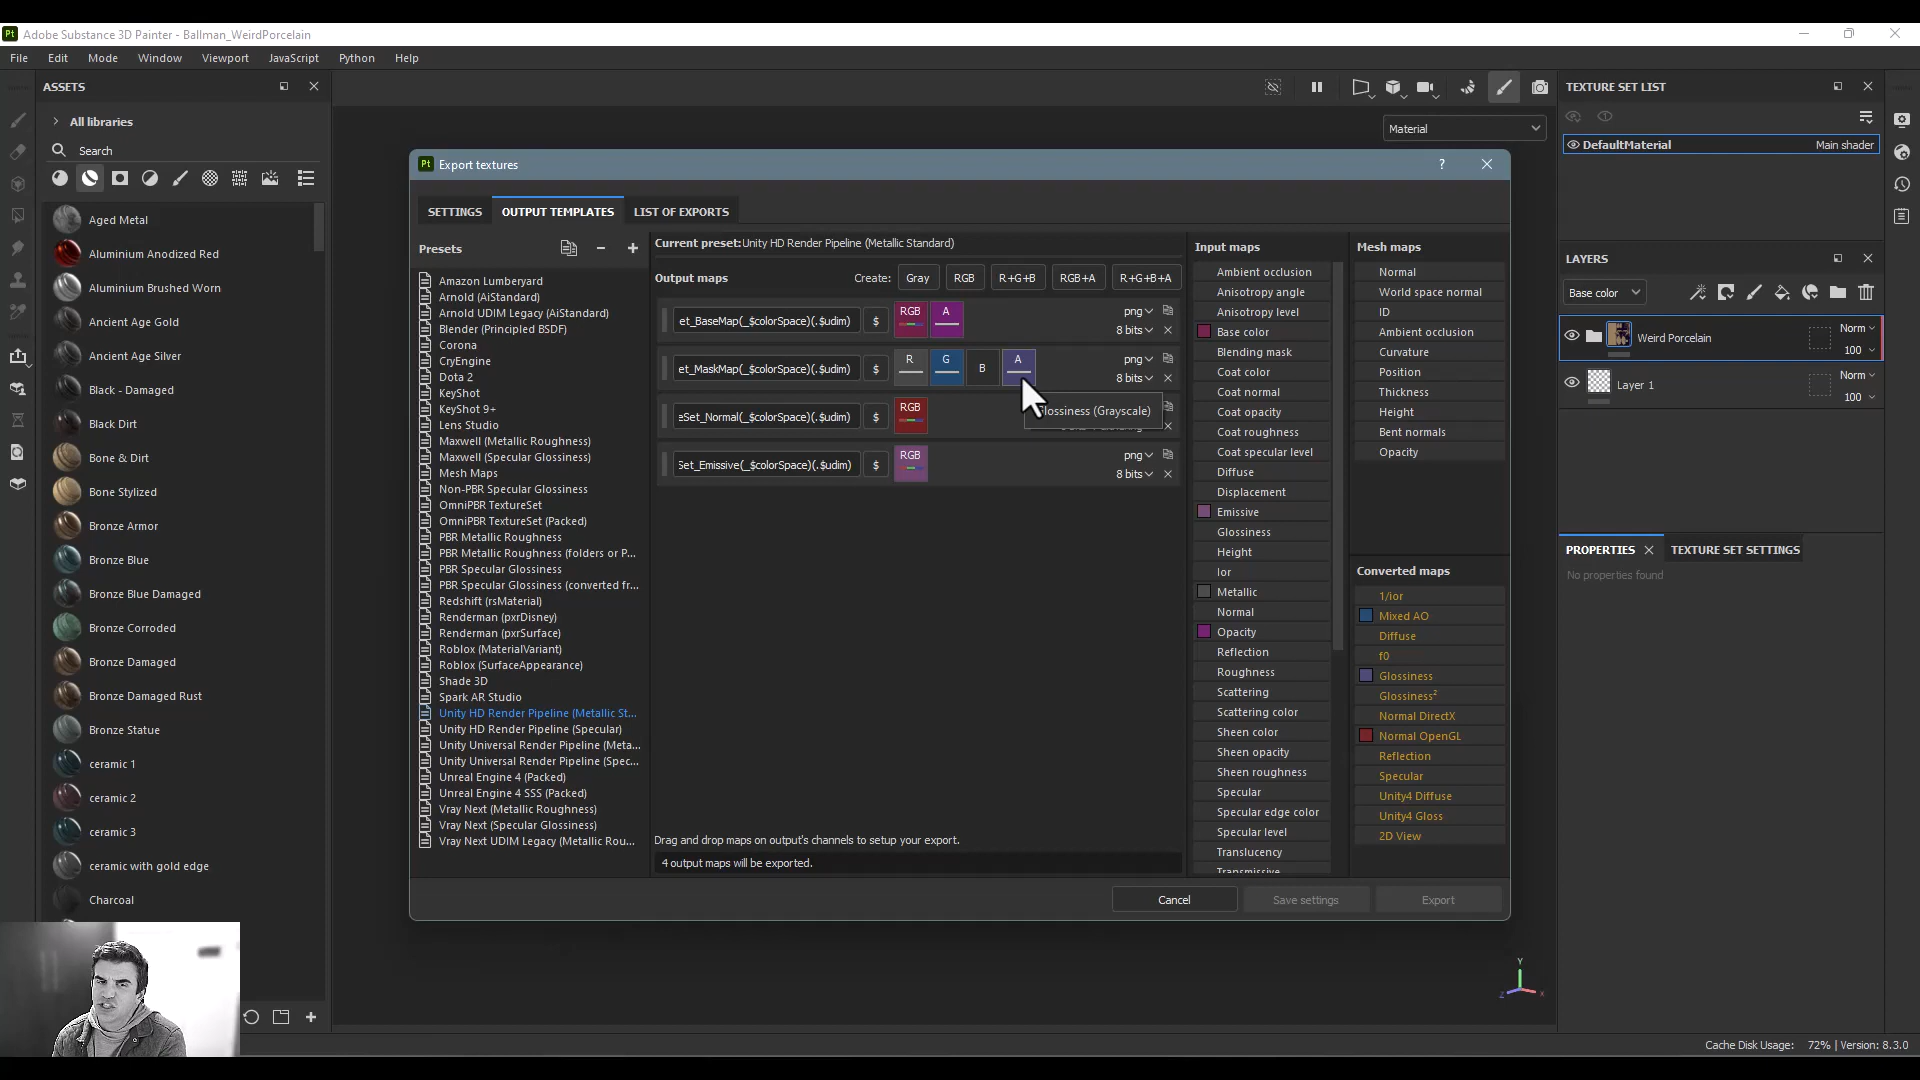 Adobe Substance 3D Painter - Ballman_WeirdPorcelain
File Edit Mode Window Viewport JavaScript Python Help
ASSETS
All libraries
Search
Aged Metal
Aluminium Anodized Red
Aluminium Brushed Worn
Ancient Age Gold
Ancient Age Silver
Black - Damaged
Black Dirt
Bone & Dirt
Bone Stylized
Bronze Armor
Bronze Blue
Bronze Blue Damaged
Bronze Corroded
Bronze Damaged
Bronze Damaged Rust
Bronze Statue
ceramic 1
ceramic 2
ceramic 3
ceramic with gold edge
Charcoal
Material
Export textures
SETTINGS OUTPUT TEMPLATES LIST OF EXPORTS
Presets
Amazon Lumberyard
Arnold (AiStandard)
Arnold UDIM Legacy (AiStandard)
Blender (Principled BSDF)
Corona
CryEngine
Dota 2
KeyShot
KeyShot 9+
Lens Studio
Maxwell (Metallic Roughness)
Maxwell (Specular Glossiness)
Mesh Maps
Non-PBR Specular Glossiness
OmniPBR TextureSet
OmniPBR TextureSet (Packed)
PBR Metallic Roughness
PBR Metallic Roughness (folders or P...
PBR Specular Glossiness
PBR Specular Glossiness (converted fr...
Redshift (rsMaterial)
Renderman (pxrDisney)
Renderman (pxrSurface)
Roblox (MaterialVariant)
Roblox (SurfaceAppearance)
Shade 3D
Spark AR Studio
Unity HD Render Pipeline (Metallic St...
Unity HD Render Pipeline (Specular)
Unity Universal Render Pipeline (Meta...
Unity Universal Render Pipeline (Spec...
Unreal Engine 4 (Packed)
Unreal Engine 4 SSS (Packed)
Vray Next (Metallic Roughness)
Vray Next (Specular Glossiness)
Vray Next UDIM Legacy (Metallic Rou...
Current preset:Unity HD Render Pipeline (Metallic Standard)
Output maps Create: Gray RGB R+G+B RGB+A R+G+B+A
et_BaseMap(_$colorSpace)(.$udim) $ RGB A png
8 bits
et_MaskMap(_$colorSpace)(.$udim) $ R G B A png
8 bits
eSet_Normal(_$colorSpace)(.$udim) $ RGB
lossiness (Grayscale)
Set_Emissive(_$colorSpace)(.$udim) $ RGB png
8 bits
Drag and drop maps on output's channels to setup your export.
4 output maps will be exported.
Input maps
Ambient occlusion
Anisotropy angle
Anisotropy level
Base color
Blending mask
Coat color
Coat normal
Coat opacity
Coat roughness
Coat specular level
Diffuse
Displacement
Emissive
Glossiness
Height
Ior
Metallic
Normal
Opacity
Reflection
Roughness
Scattering
Scattering color
Sheen color
Sheen opacity
Sheen roughness
Specular
Specular edge color
Specular level
Translucency
Transmissive
Mesh maps
Normal
World space normal
ID
Ambient occlusion
Curvature
Position
Thickness
Height
Bent normals
Opacity
Converted maps
1/ior
Mixed AO
Diffuse
f0
Glossiness
Glossiness²
Normal DirectX
Normal OpenGL
Reflection
Specular
Unity4 Diffuse
Unity4 Gloss
2D View
Cancel Save settings Export
TEXTURE SET LIST
DefaultMaterial Main shader
LAYERS
Base color
Weird Porcelain Norm
100
Layer 1 Norm
100
PROPERTIES TEXTURE SET SETTINGS
No properties found
Y
Z X
Cache Disk Usage: 72% | Version: 8.3.0